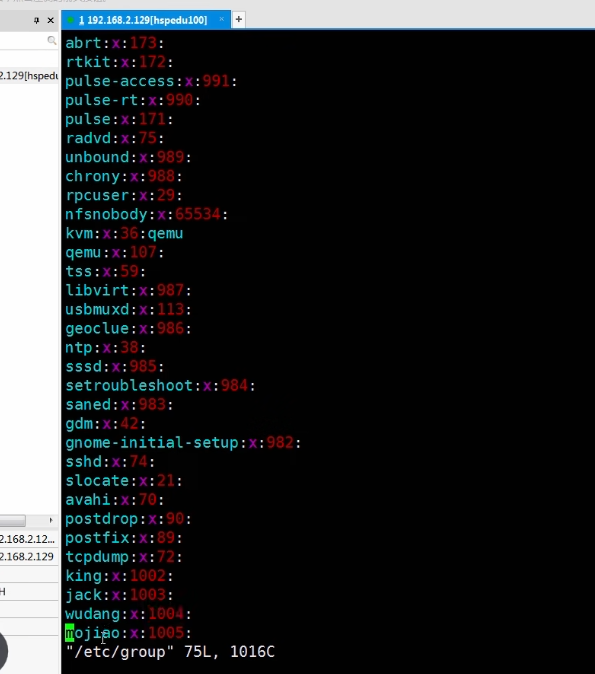 1 192.168.2.129[hspedu100] × +
2.129[hspedu
abrt:x:173:
rtkit:x:172:
pulse-access:x:991:
pulse-rt:x:990:
pulse:x:171:
radvd:x:75:
unbound:x:989:
chrony:x:988:
rpcuser:x:29:
nfsnobody:x:65534:
kvm:x:36:qemu
qemu:x:107:
tss:x:59:
libvirt:x:987:
usbmuxd:x:113:
geoclue:x:986:
ntp:x:38:
sssd:x:985:
setroubleshoot:x:984:
saned:x:983:
gdm:x:42:
gnome-initial-setup:x:982:
sshd:x:74:
slocate:x:21:
avahi:x:70:
postdrop:x:90:
postfix:x:89:
tcpdump:x:72:
king:x:1002:
jack:x:1003:
wudang:x:1004:
mojiao:x:1005:
"/etc/group" 75L, 1016C
2.168.2.12...
2.168.2.129
H